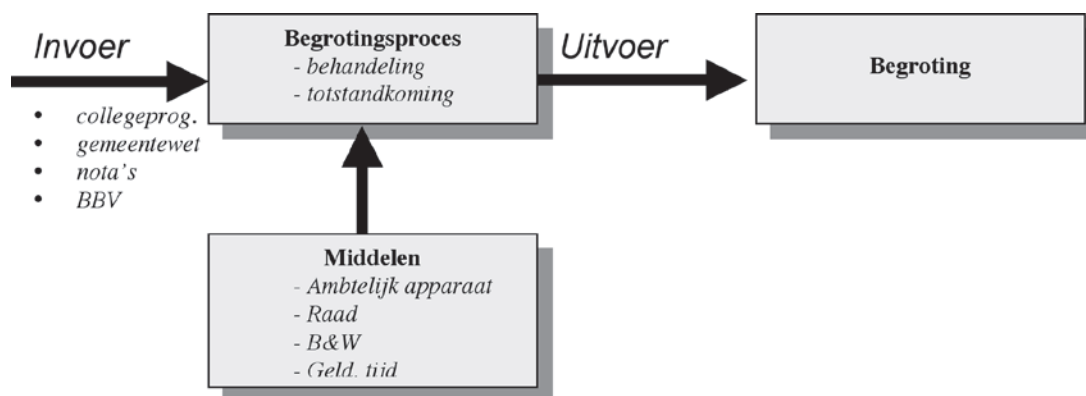 Invoer
• collegeprog.
• gemeentewet
• nota's
• BBV
Begrotingsproces
- behandeling
- totstandkoming
Uitvoer
Begroting
Middelen
- Ambtelijk apparaat
- Raad
- B&W
- Geld, tijd